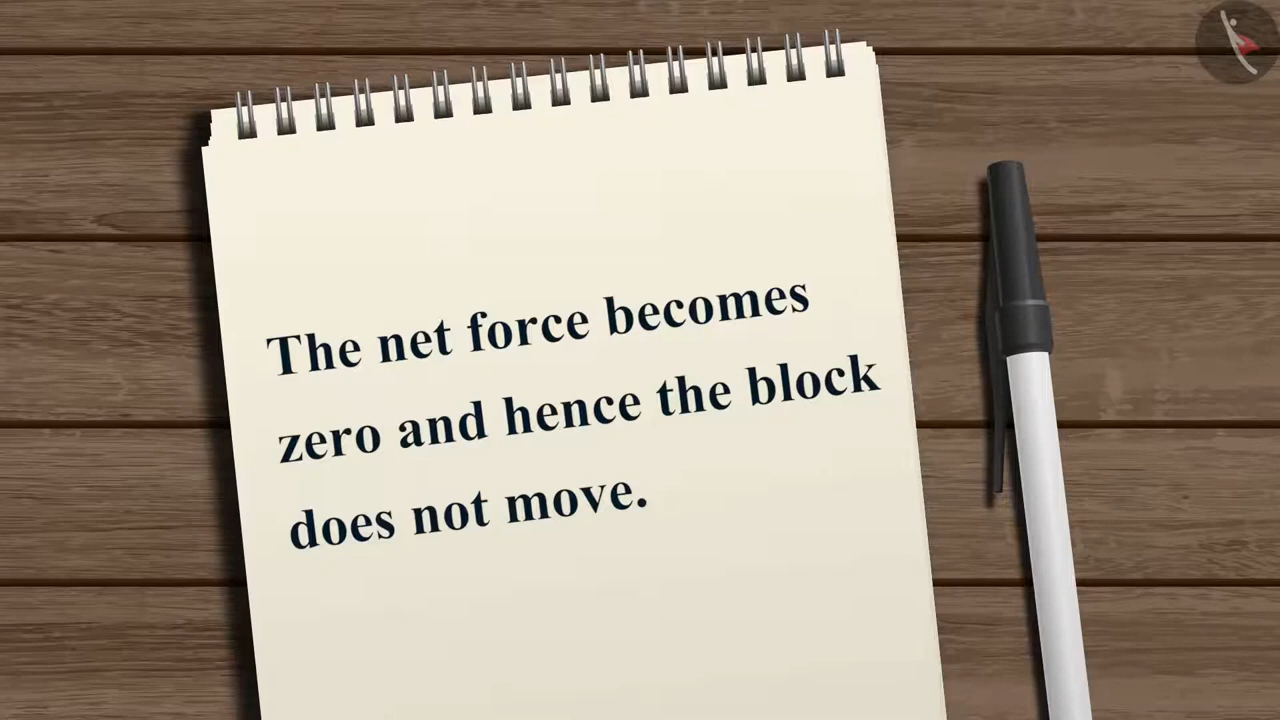 The net force becomes
zero and hence the block
does not move.